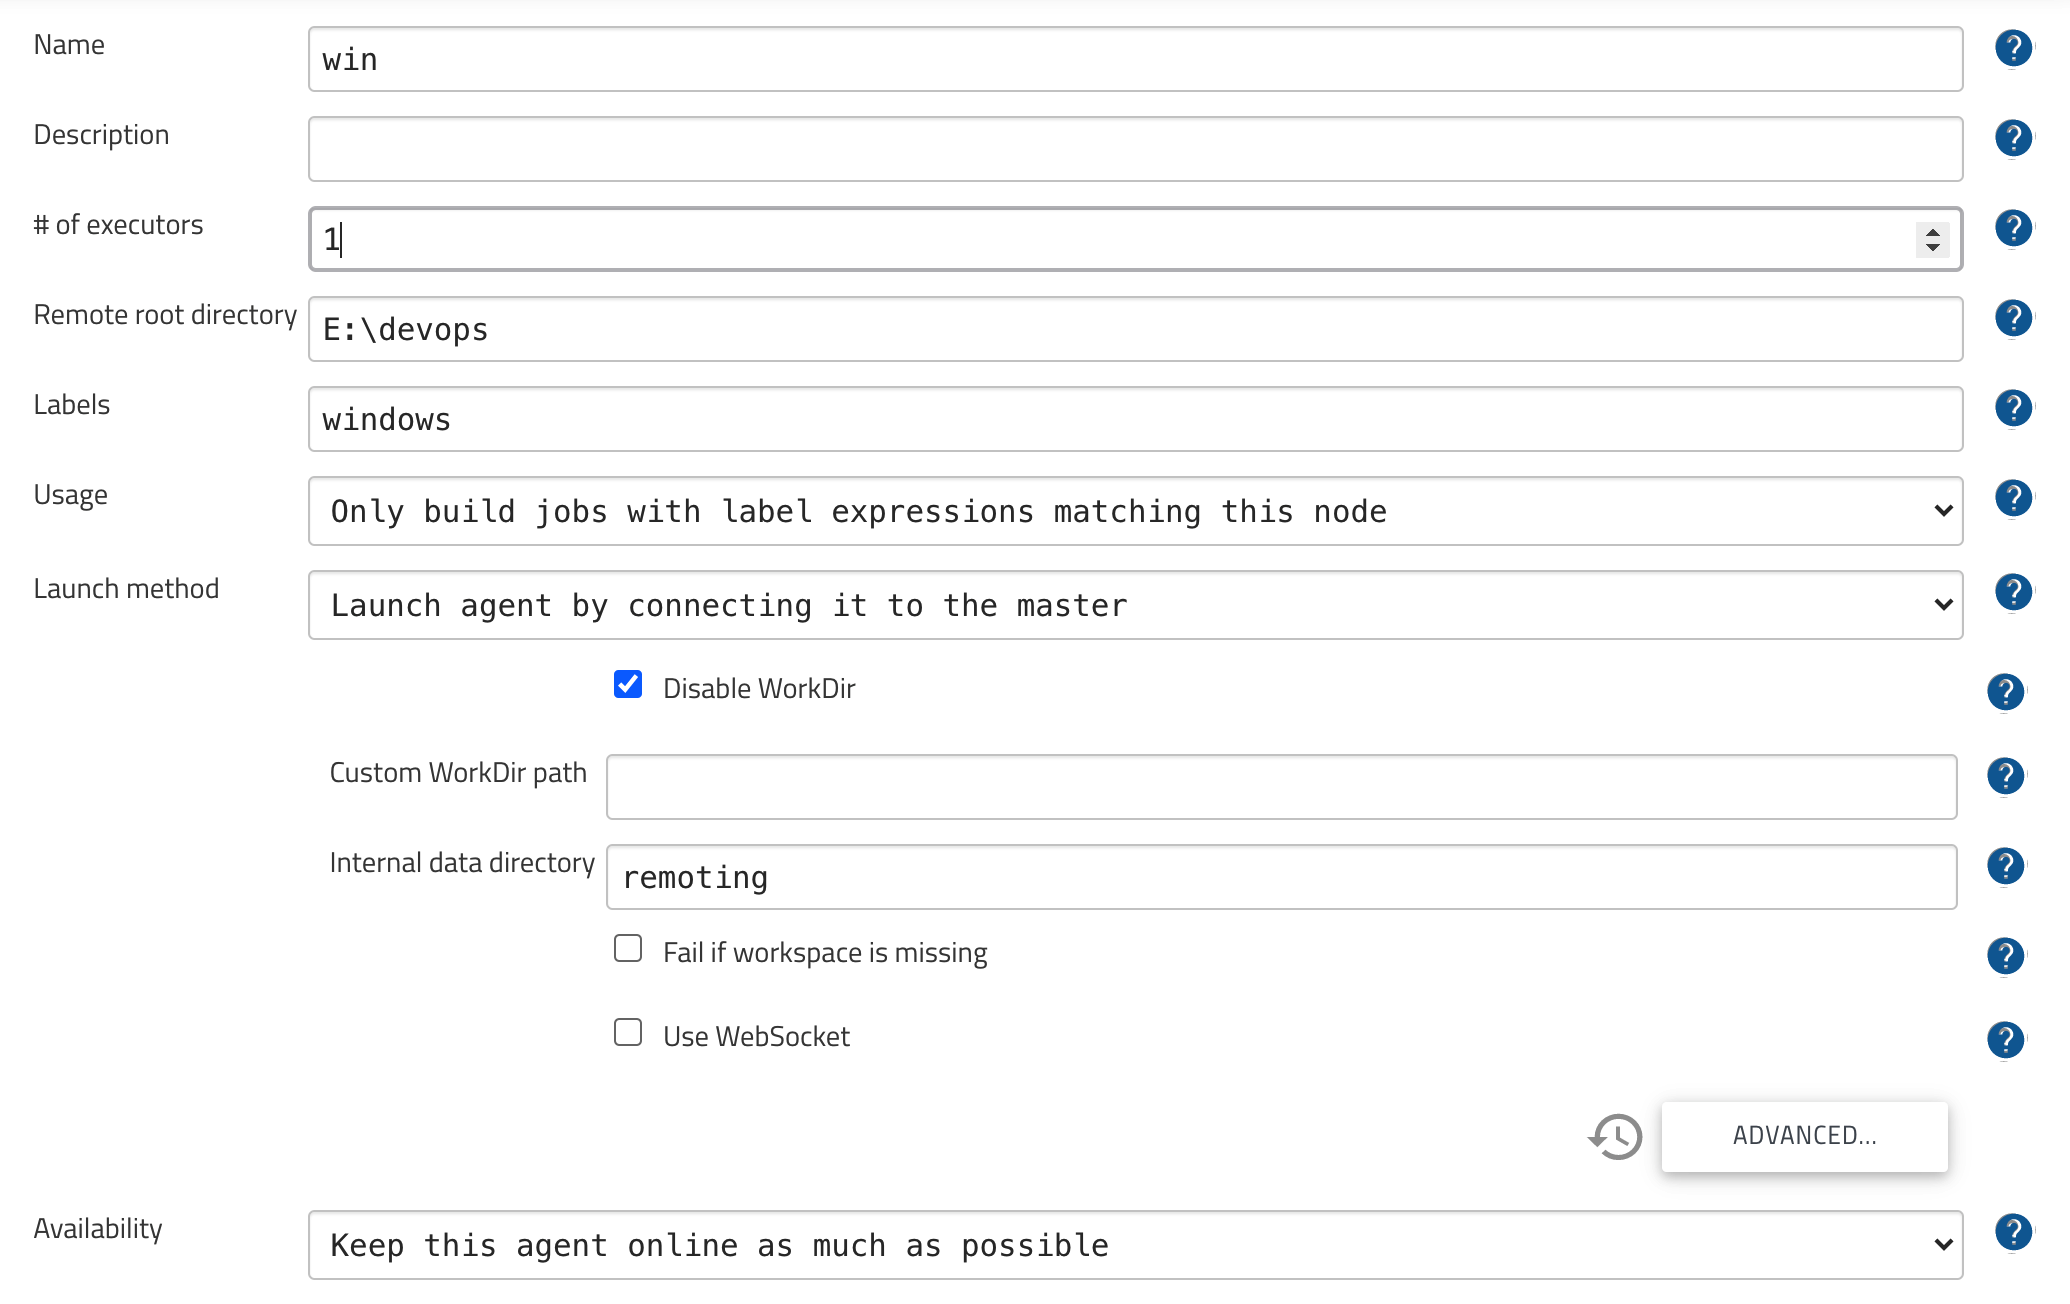 Name
win
Description
# of executors
1
Remote root directory
E:\devops
Labels
windows
Usage
Only build jobs with label expressions matching this node
Launch method
Launch agent by connecting it to the master
Disable WorkDir
Custom WorkDir path
Internal data directory
remoting
Fail if workspace is missing
Use WebSocket
ADVANCED...
Availability
Keep this agent online as much as possible